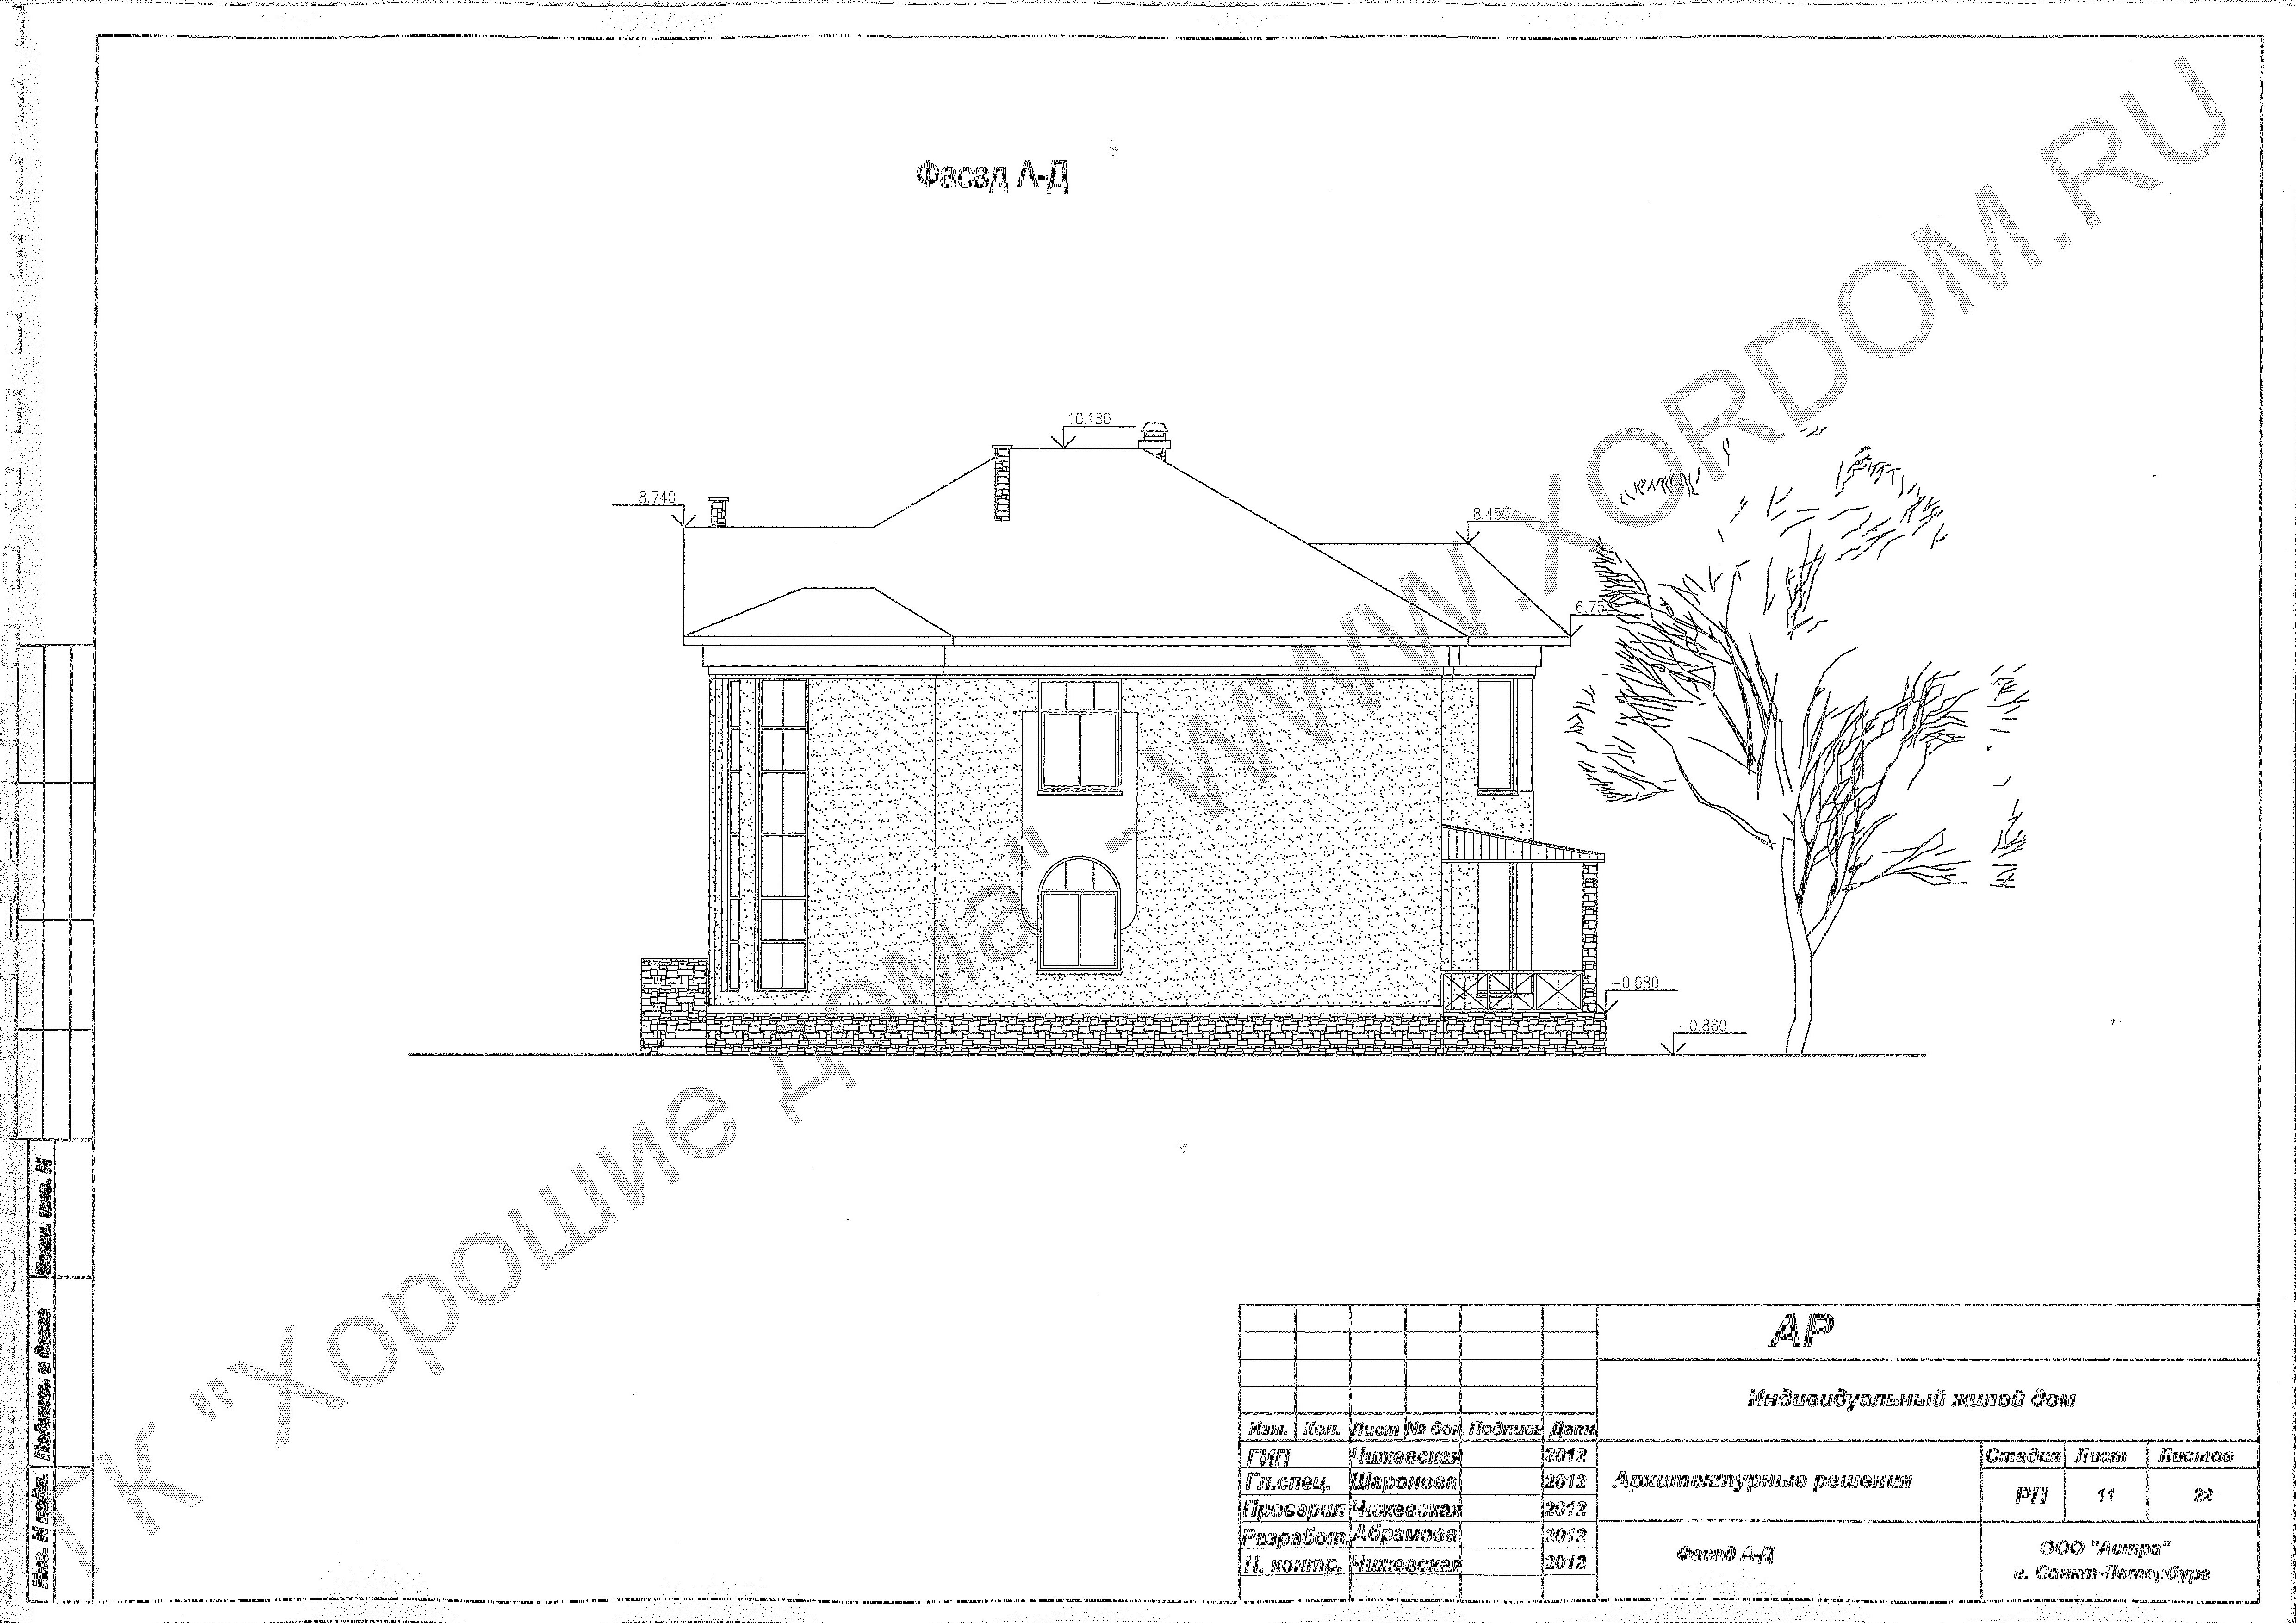 Фасад А-Д
10.180
8.740
8.450
-0.080
-0.860
ГК "Хорошие дома" - WWW.XORDOM.RU
Взам. инв. N
Подпись и дата
Инв. N подл.
АР
Индивидуальный жилой дом
Изм. Кол. Лист № док. Подпись Дата
ГИП Чижевская 2012
Гл.спец. Шаронова 2012
Проверил Чижевская 2012
Разработ. Абрамова 2012
Н. контр. Чижевская 2012
Архитектурные решения
Стадия Лист Листов
РП 11 22
Фасад А-Д
ООО "Астра"
г. Санкт-Петербург